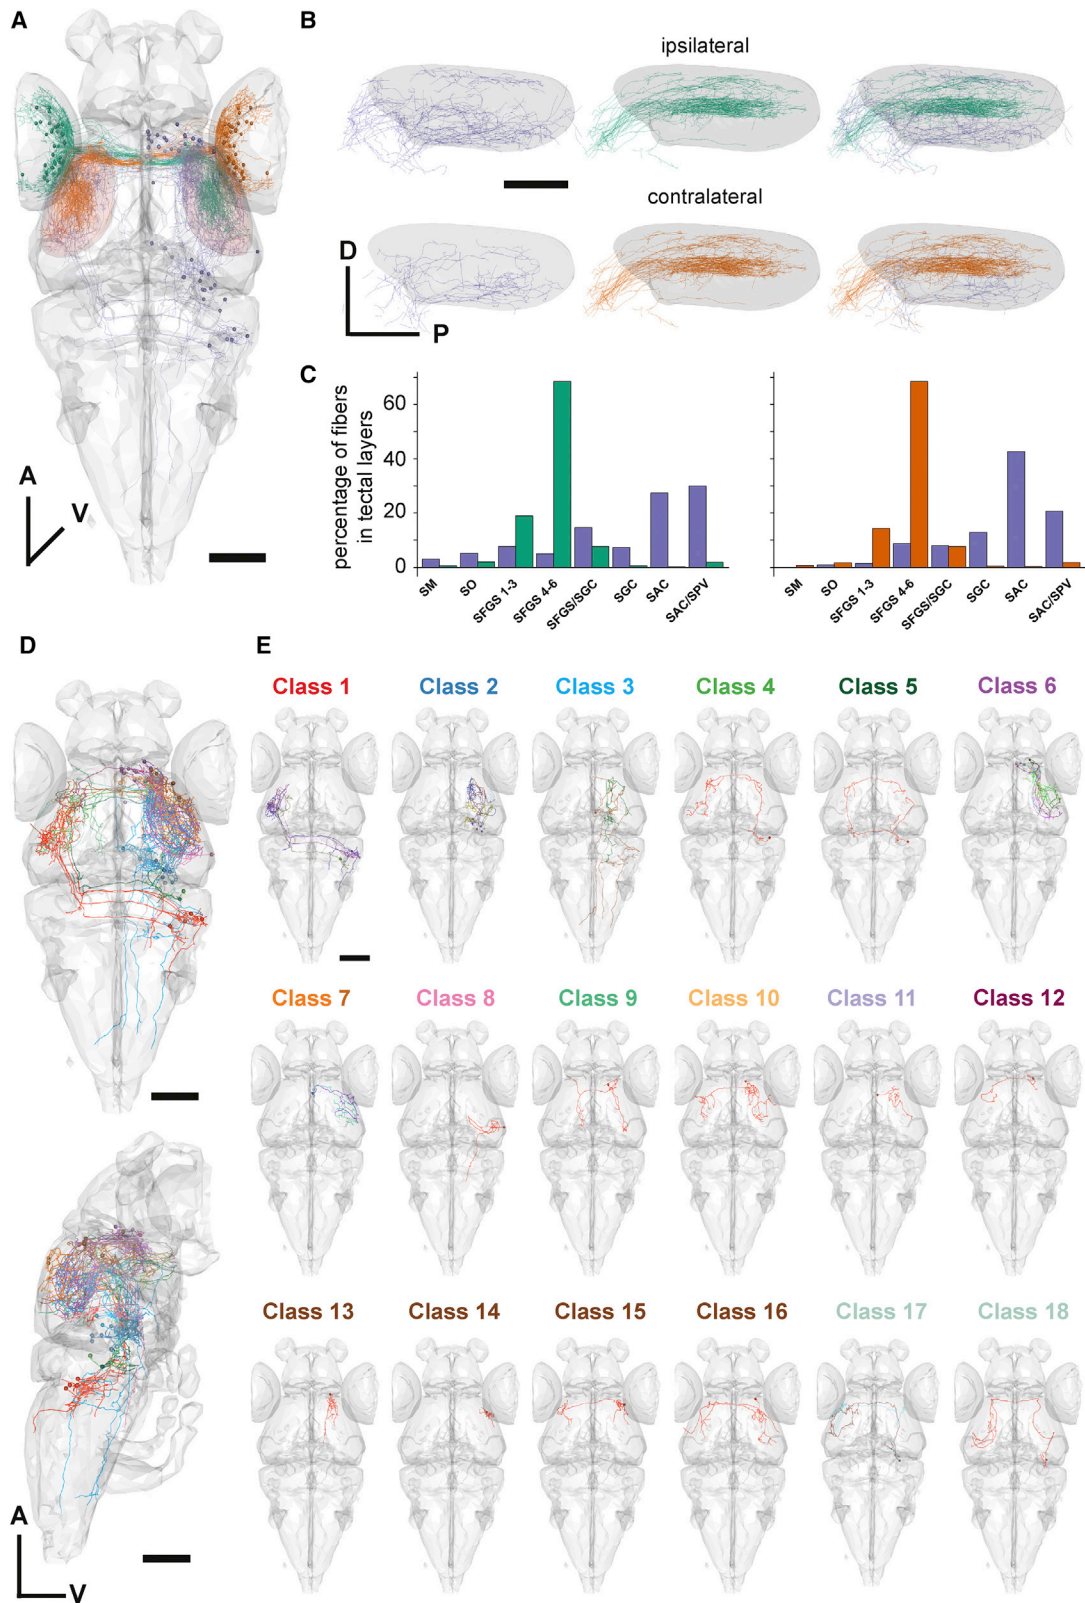 A
B
ipsilateral
contralateral
D
P
A
V
C
percentage of fibers
in tectal layers
60
40
20
0
SM
SO
SFGS 1-3
SFGS 4-6
SFGS/SGC
SGC
SAC
SAC/SPV
SM
SO
SFGS 1-3
SFGS 4-6
SFGS/SGC
SGC
SAC
SAC/SPV
D
A
V
E
Class 1
Class 2
Class 3
Class 4
Class 5
Class 6
Class 7
Class 8
Class 9
Class 10
Class 11
Class 12
Class 13
Class 14
Class 15
Class 16
Class 17
Class 18